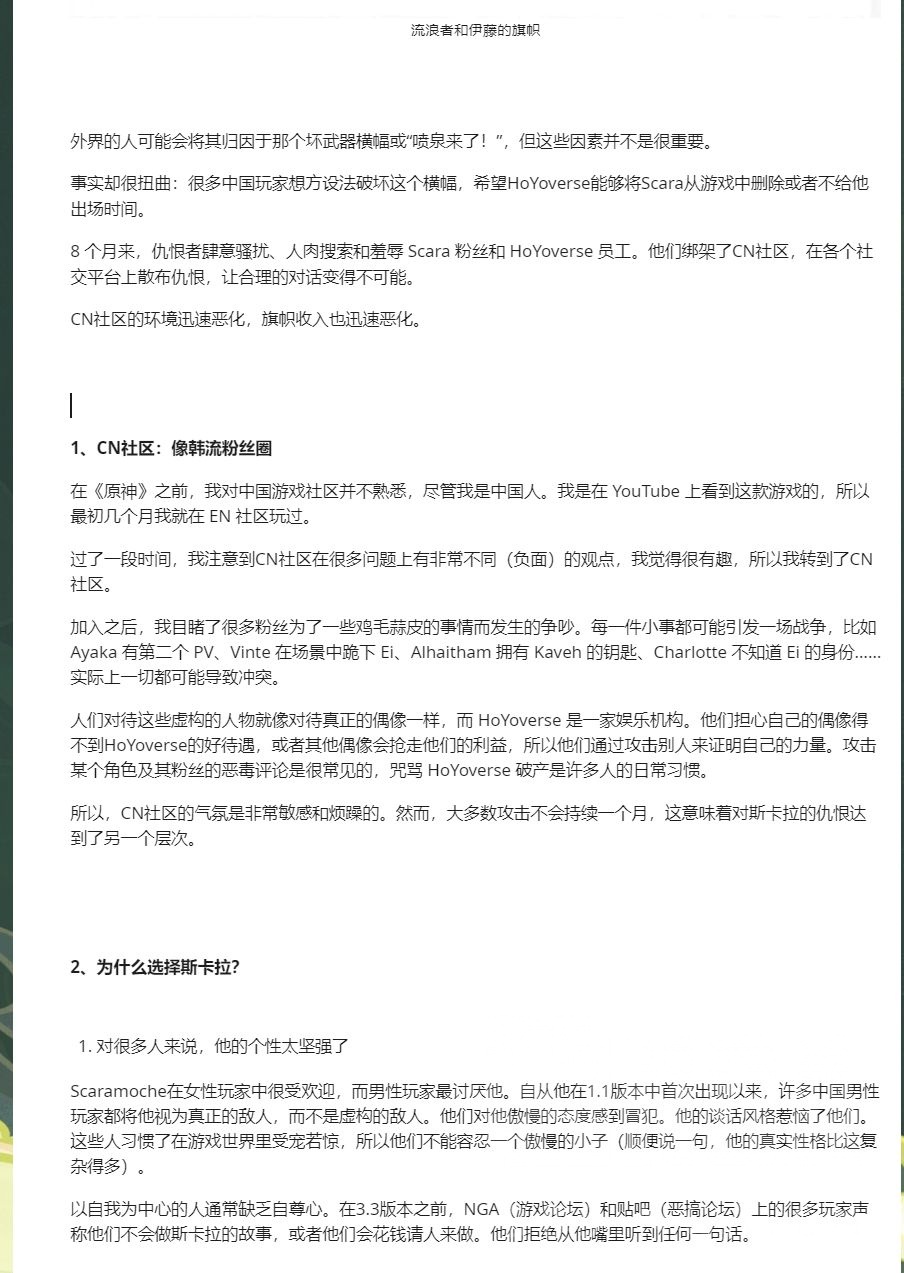 流浪者和伊藤的旗帜
外界的人可能会将其归因于那个坏武器横幅或“喷泉来了！”，但这些因素并不是很重要。
事实却很扭曲：很多中国玩家想方设法破坏这个横幅，希望HoYoverse能够将Scara从游戏中删除或者不给他
出场时间。
8 个月来，仇恨者肆意骚扰、人肉搜索和羞辱 Scara 粉丝和 HoYoverse 员工。他们绑架了CN社区，在各个社
交平台上散布仇恨，让合理的对话变得不可能。
CN社区的环境迅速恶化，旗帜收入也迅速恶化。
1、CN社区：像韩流粉丝圈
在《原神》之前，我对中国游戏社区并不熟悉，尽管我是中国人。我是在 YouTube 上看到这款游戏的，所以
最初几个月我就在 EN 社区玩过。
过了一段时间，我注意到CN社区在很多问题上有非常不同（负面）的观点，我觉得很有趣，所以我转到了CN
社区。
加入之后，我目睹了很多粉丝为了一些鸡毛蒜皮的事情而发生的争吵。每一件小事都可能引发一场战争，比如
Ayaka 有第二个 PV、Vinte 在场景中跪下 Ei、Alhaitham 拥有 Kaveh 的钥匙、Charlotte 不知道 Ei 的身份......
实际上一切都可能导致冲突。
人们对待这些虚构的人物就像对待真正的偶像一样，而 HoYoverse 是一家娱乐机构。他们担心自己的偶像得
不到HoYoverse的好待遇，或者其他偶像会抢走他们的利益，所以他们通过攻击别人来证明自己的力量。攻击
某个角色及其粉丝的恶毒评论是很常见的，咒骂 HoYoverse 破产是许多人的日常习惯。
所以，CN社区的气氛是非常敏感和烦躁的。然而，大多数攻击不会持续一个月，这意味着对斯卡拉的仇恨达
到了另一个层次。
2、为什么选择斯卡拉？
1. 对很多人来说，他的个性太坚强了
Scaramoche在女性玩家中很受欢迎，而男性玩家最讨厌他。自从他在1.1版本中首次出现以来，许多中国男性
玩家都将他视为真正的敌人，而不是虚构的敌人。他们对他傲慢的态度感到冒犯。他的谈话风格惹恼了他们。
这些人习惯了在游戏世界里受宠若惊，所以他们不能容忍一个傲慢的小子（顺便说一句，他的真实性格比这复
杂得多）。
以自我为中心的人通常缺乏自尊心。在3.3版本之前，NGA（游戏论坛）和贴吧（恶搞论坛）上的很多玩家声
称他们不会做斯卡拉的故事，或者他们会花钱请人来做。他们拒绝从他嘴里听到任何一句话。